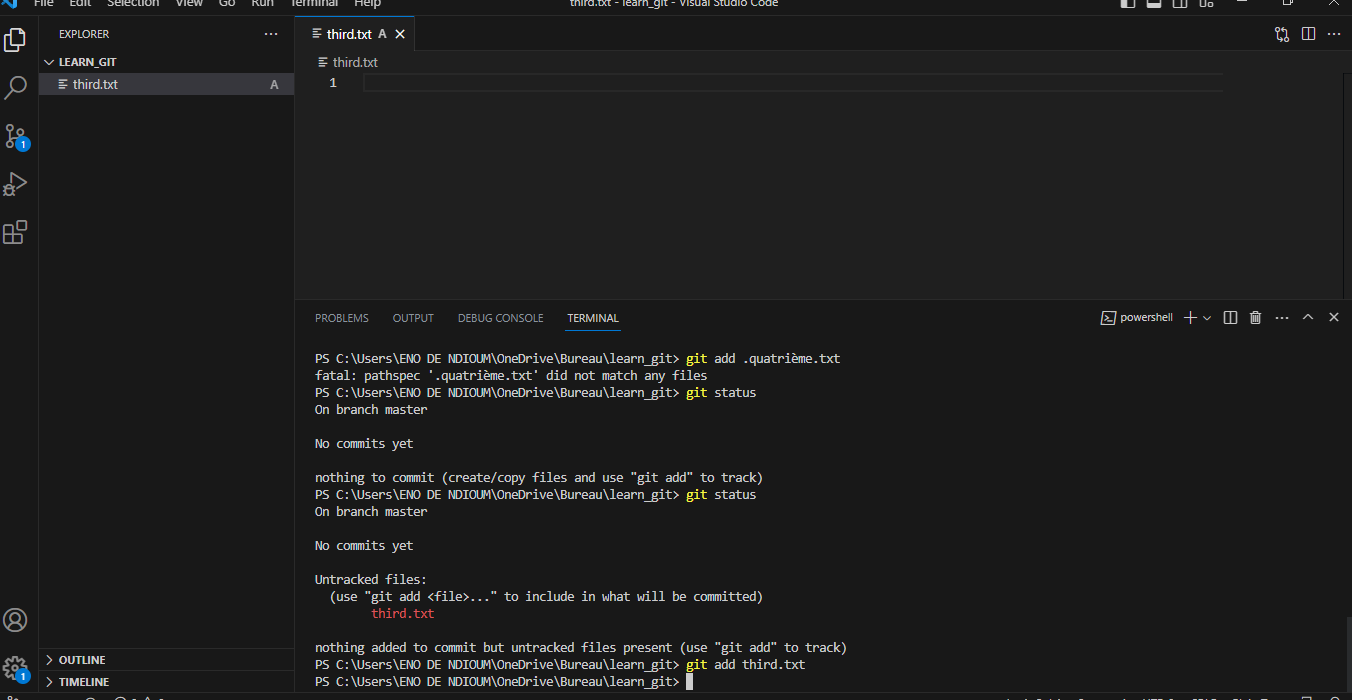 File Edit Selection View Go Run Terminal Help
third.txt - learn_git - Visual Studio Code
EXPLORER
third.txt A
LEARN_GIT
third.txt
third.txt A
1
1
PROBLEMS OUTPUT DEBUG CONSOLE TERMINAL
powershell
PS C:\Users\ENO DE NDIOUM\OneDrive\Bureau\learn_git> git add .quatrième.txt
fatal: pathspec '.quatrième.txt' did not match any files
PS C:\Users\ENO DE NDIOUM\OneDrive\Bureau\learn_git> git status
On branch master
No commits yet
nothing to commit (create/copy files and use "git add" to track)
PS C:\Users\ENO DE NDIOUM\OneDrive\Bureau\learn_git> git status
On branch master
No commits yet
Untracked files:
(use "git add <file>..." to include in what will be committed)
third.txt
nothing added to commit but untracked files present (use "git add" to track)
PS C:\Users\ENO DE NDIOUM\OneDrive\Bureau\learn_git> git add third.txt
PS C:\Users\ENO DE NDIOUM\OneDrive\Bureau\learn_git>
OUTLINE
1
TIMELINE